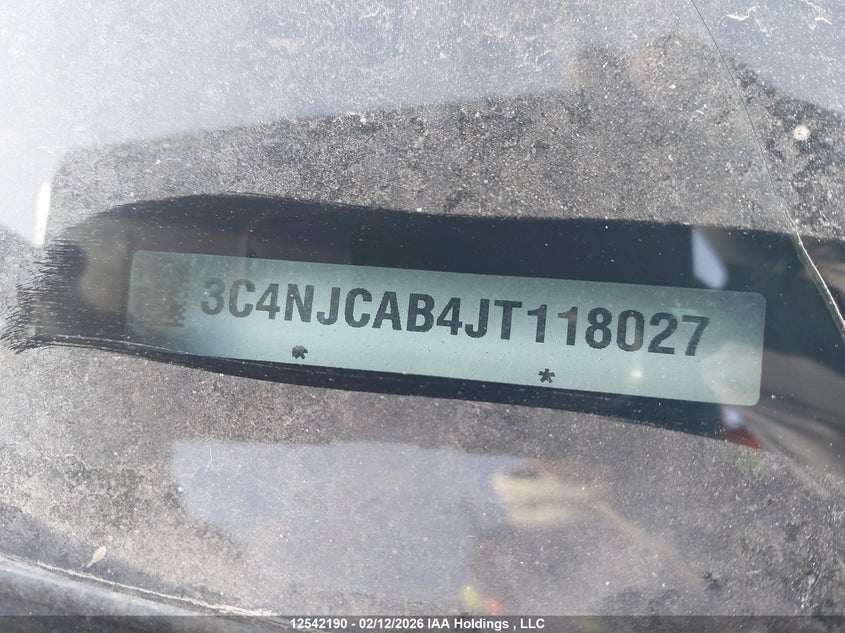 3C4NJCAB4JT118027
* *
12542190 - 02/12/2026 IAA Holdings , LLC